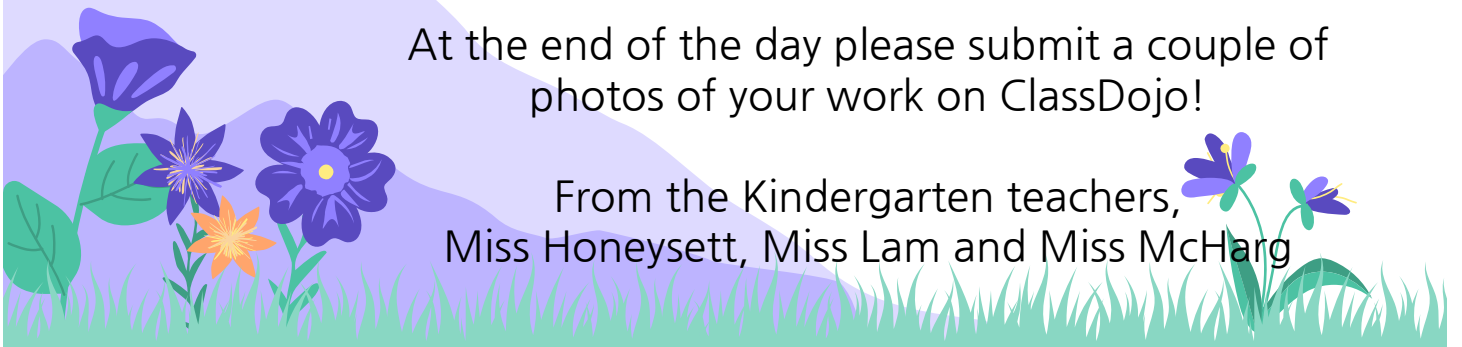 At the end of the day please submit a couple of
photos of your work on ClassDojo!
From the Kindergarten teachers,
Miss Honeysett, Miss Lam and Miss McHarg